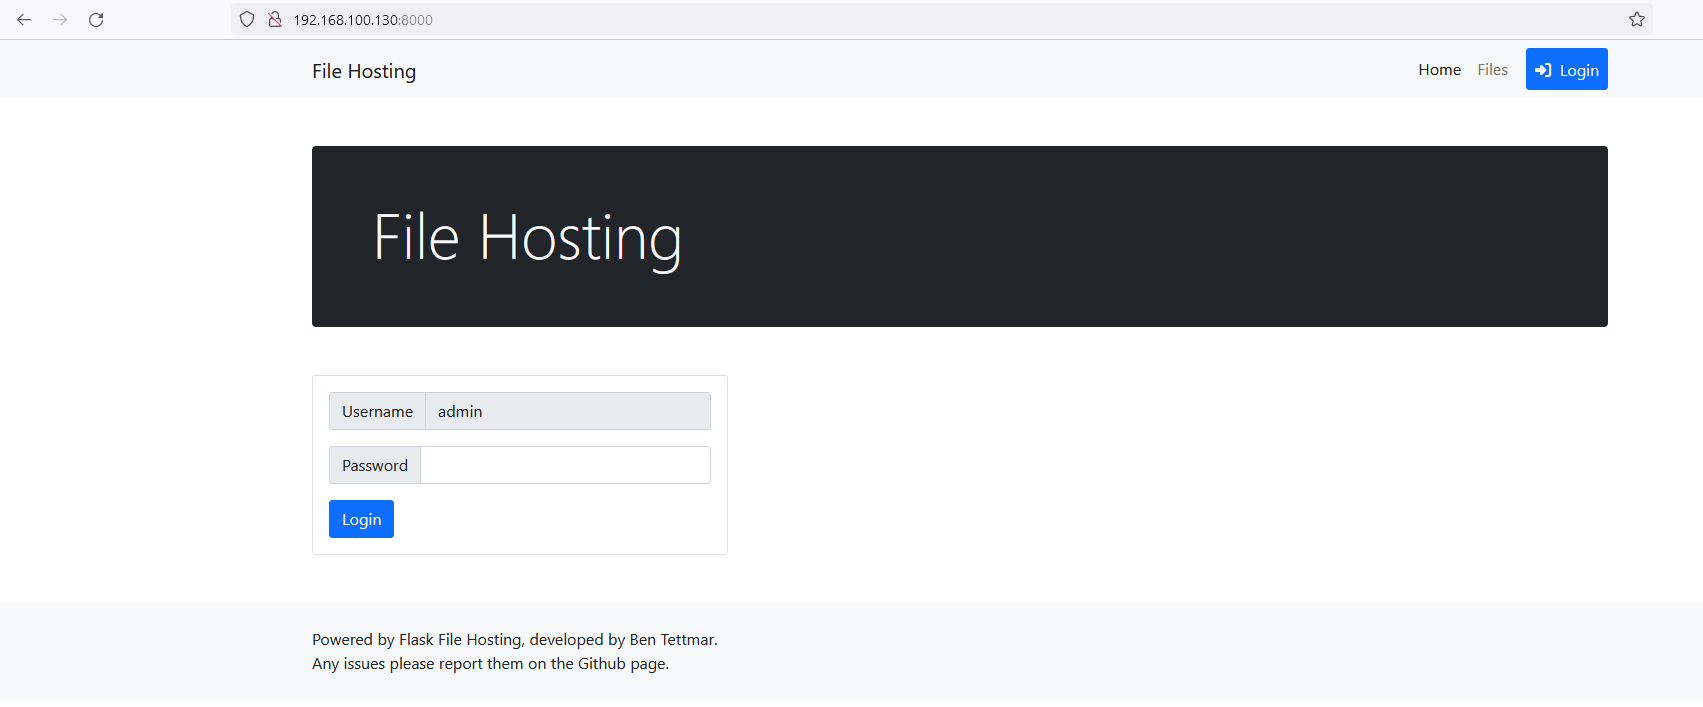 192.168.100.130:8000
File Hosting
Home Files Login
File Hosting
Username admin
Password
Login
Powered by Flask File Hosting, developed by Ben Tettmar.
Any issues please report them on the Github page.